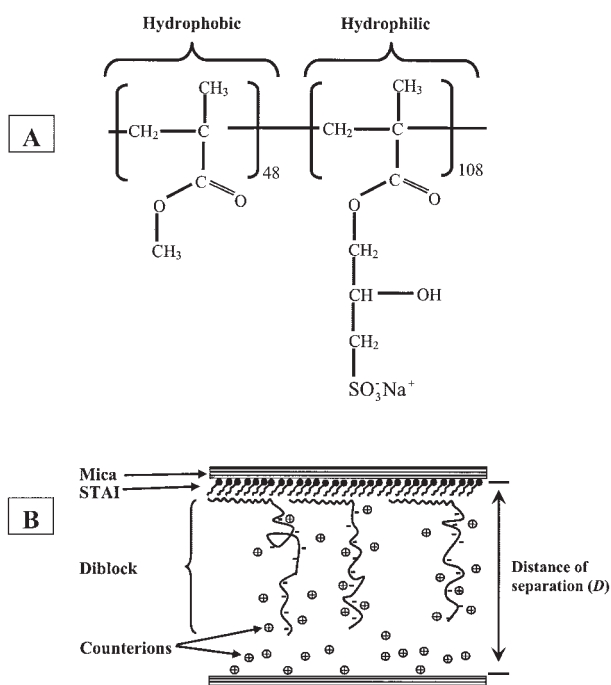 Hydrophobic Hydrophilic
CH₃ CH₃
A
CH₂ C CH₂ C
48 108
C C
O O O O
CH₃ CH₂
CH OH
CH₂
SO₃⁻Na⁺
Mica
STAI
B
Diblock
Distance of
separation (D)
Counterions